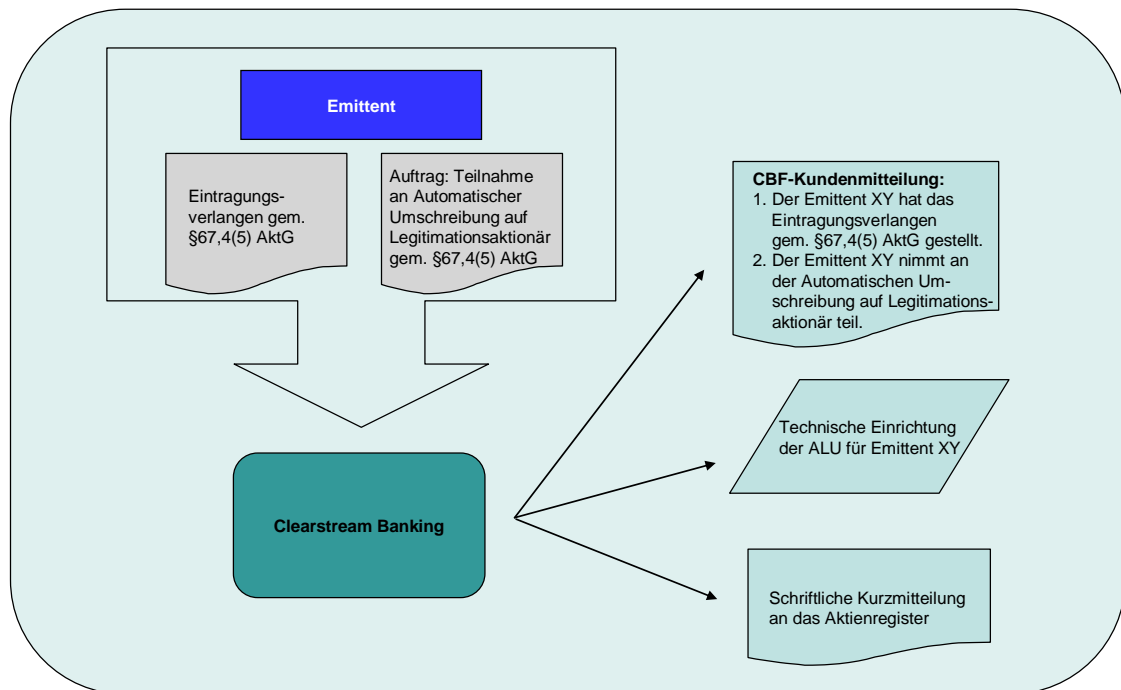 Emittent
Eintragungs-
verlangen gem.
§67,4(5) AktG
Auftrag: Teilnahme
an Automatischer
Umschreibung auf
Legitimationsaktionär
gem. §67,4(5) AktG
Clearstream Banking
CBF-Kundenmitteilung:
1. Der Emittent XY hat das
Eintragungsverlangen
gem. §67,4(5) AktG gestellt.
2. Der Emittent XY nimmt an
der Automatischen Um-
schreibung auf Legitimations-
aktionär teil.
Technische Einrichtung
der ALU für Emittent XY
Schriftliche Kurzmitteilung
an das Aktienregister